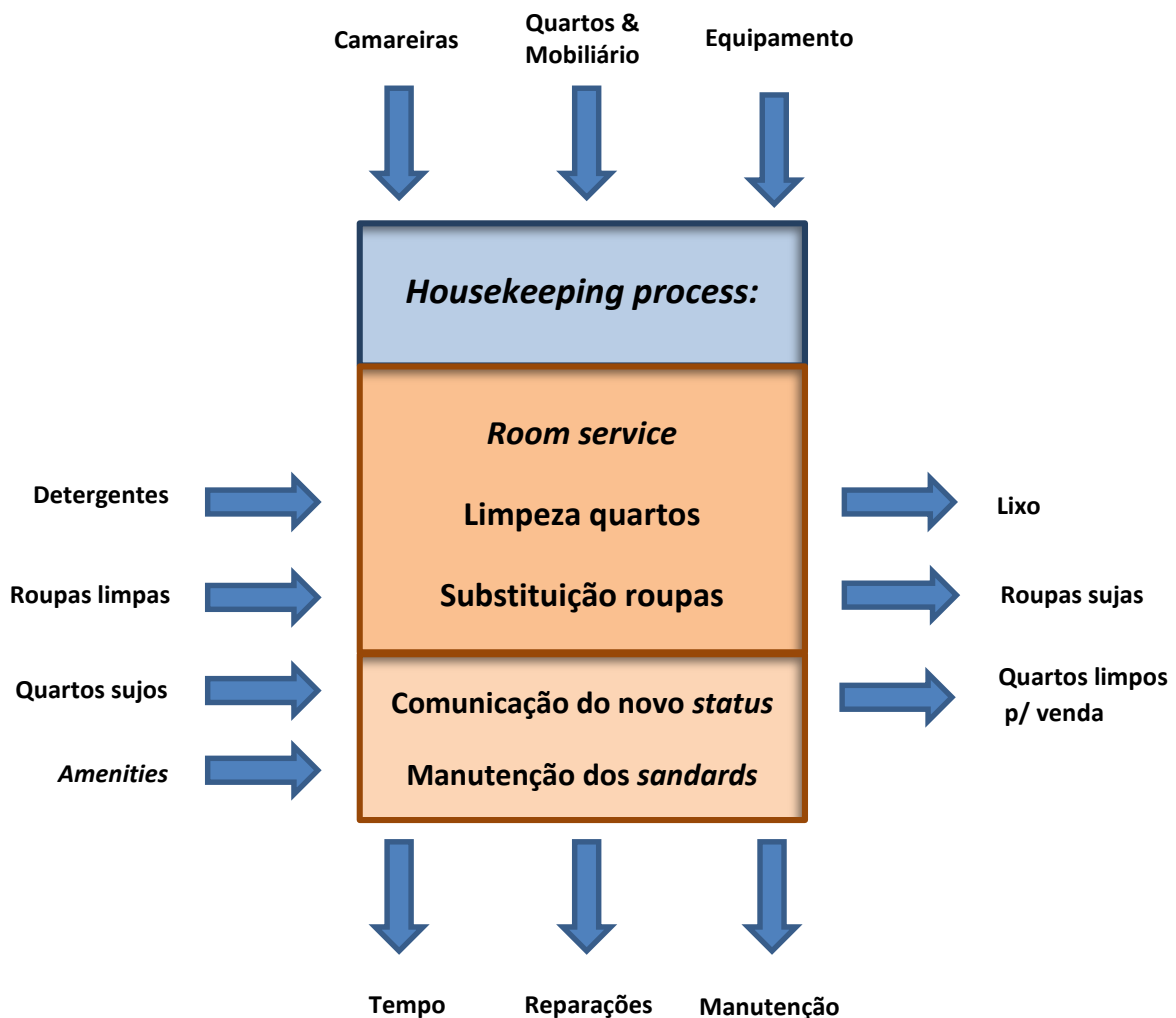 Camareiras
Quartos &
Mobiliário
Equipamento
Housekeeping process:
Room service
Limpeza quartos
Substituição roupas
Comunicação do novo status
Manutenção dos sandards
Detergentes
Roupas limpas
Quartos sujos
Amenities
Lixo
Roupas sujas
Quartos limpos
p/ venda
Tempo
Reparações
Manutenção